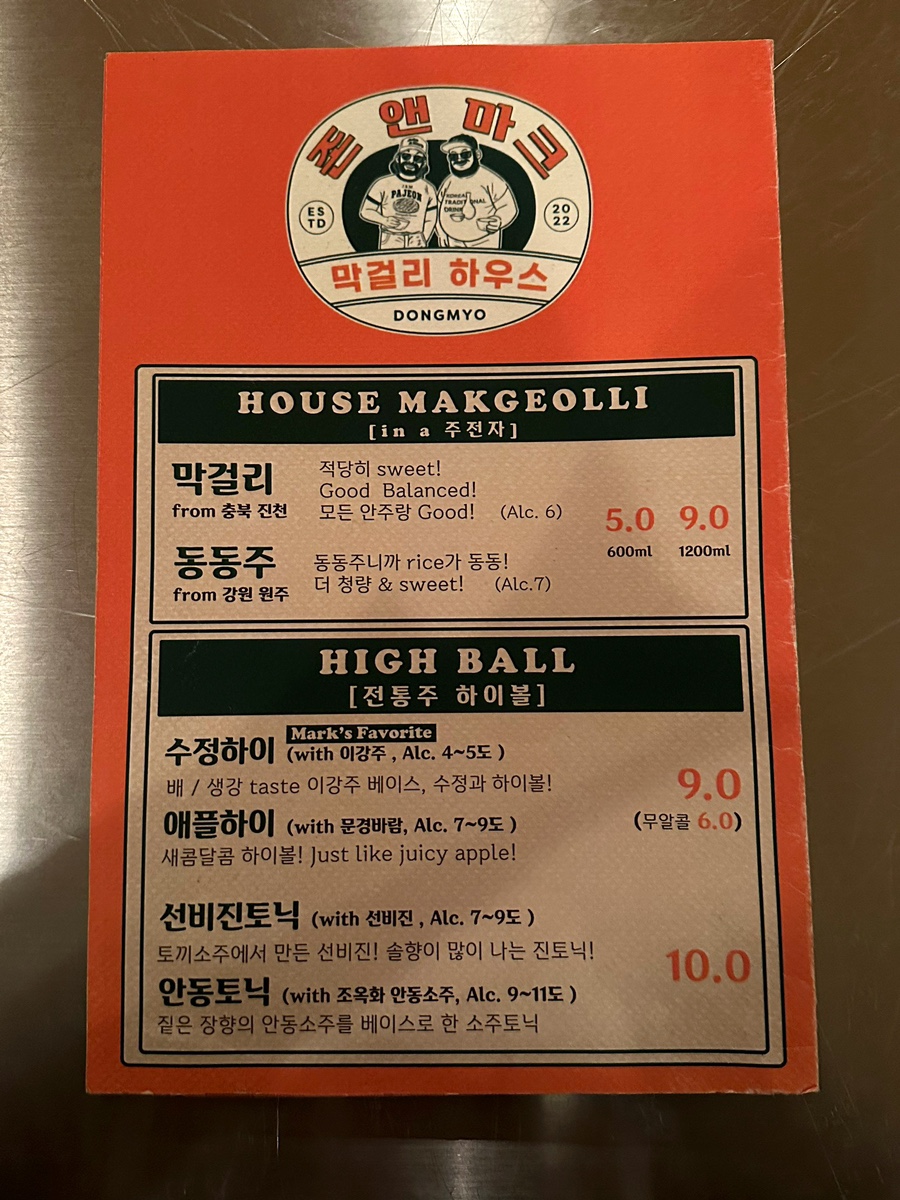 죤앤마크
I AM
PAJEON
KOREAN
TRADITIONAL
DRINK
ES
TD
20
22
막걸리 하우스
DONGMYO
HOUSE MAKGEOLLI
[in a 주전자]
막걸리
from 충북 진천
적당히 sweet!
Good Balanced!
모든 안주랑 Good! (Alc. 6)
동동주
from 강원 원주
동동주니까 rice가 동동!
더 청량 & sweet! (Alc.7)
5.0 9.0
600ml 1200ml
HIGH BALL
[전통주 하이볼]
수정하이 Mark's Favorite
(with 이강주 , Alc. 4~5도 )
배 / 생강 taste 이강주 베이스, 수정과 하이볼!
애플하이 (with 문경바람, Alc. 7~9도 )
새콤달콤 하이볼! Just like juicy apple!
9.0
(무알콜 6.0)
선비진토닉 (with 선비진 , Alc. 7~9도 )
토끼소주에서 만든 선비진! 솔향이 많이 나는 진토닉!
안동토닉 (with 조옥화 안동소주, Alc. 9~11도 )
짙은 장향의 안동소주를 베이스로 한 소주토닉
10.0